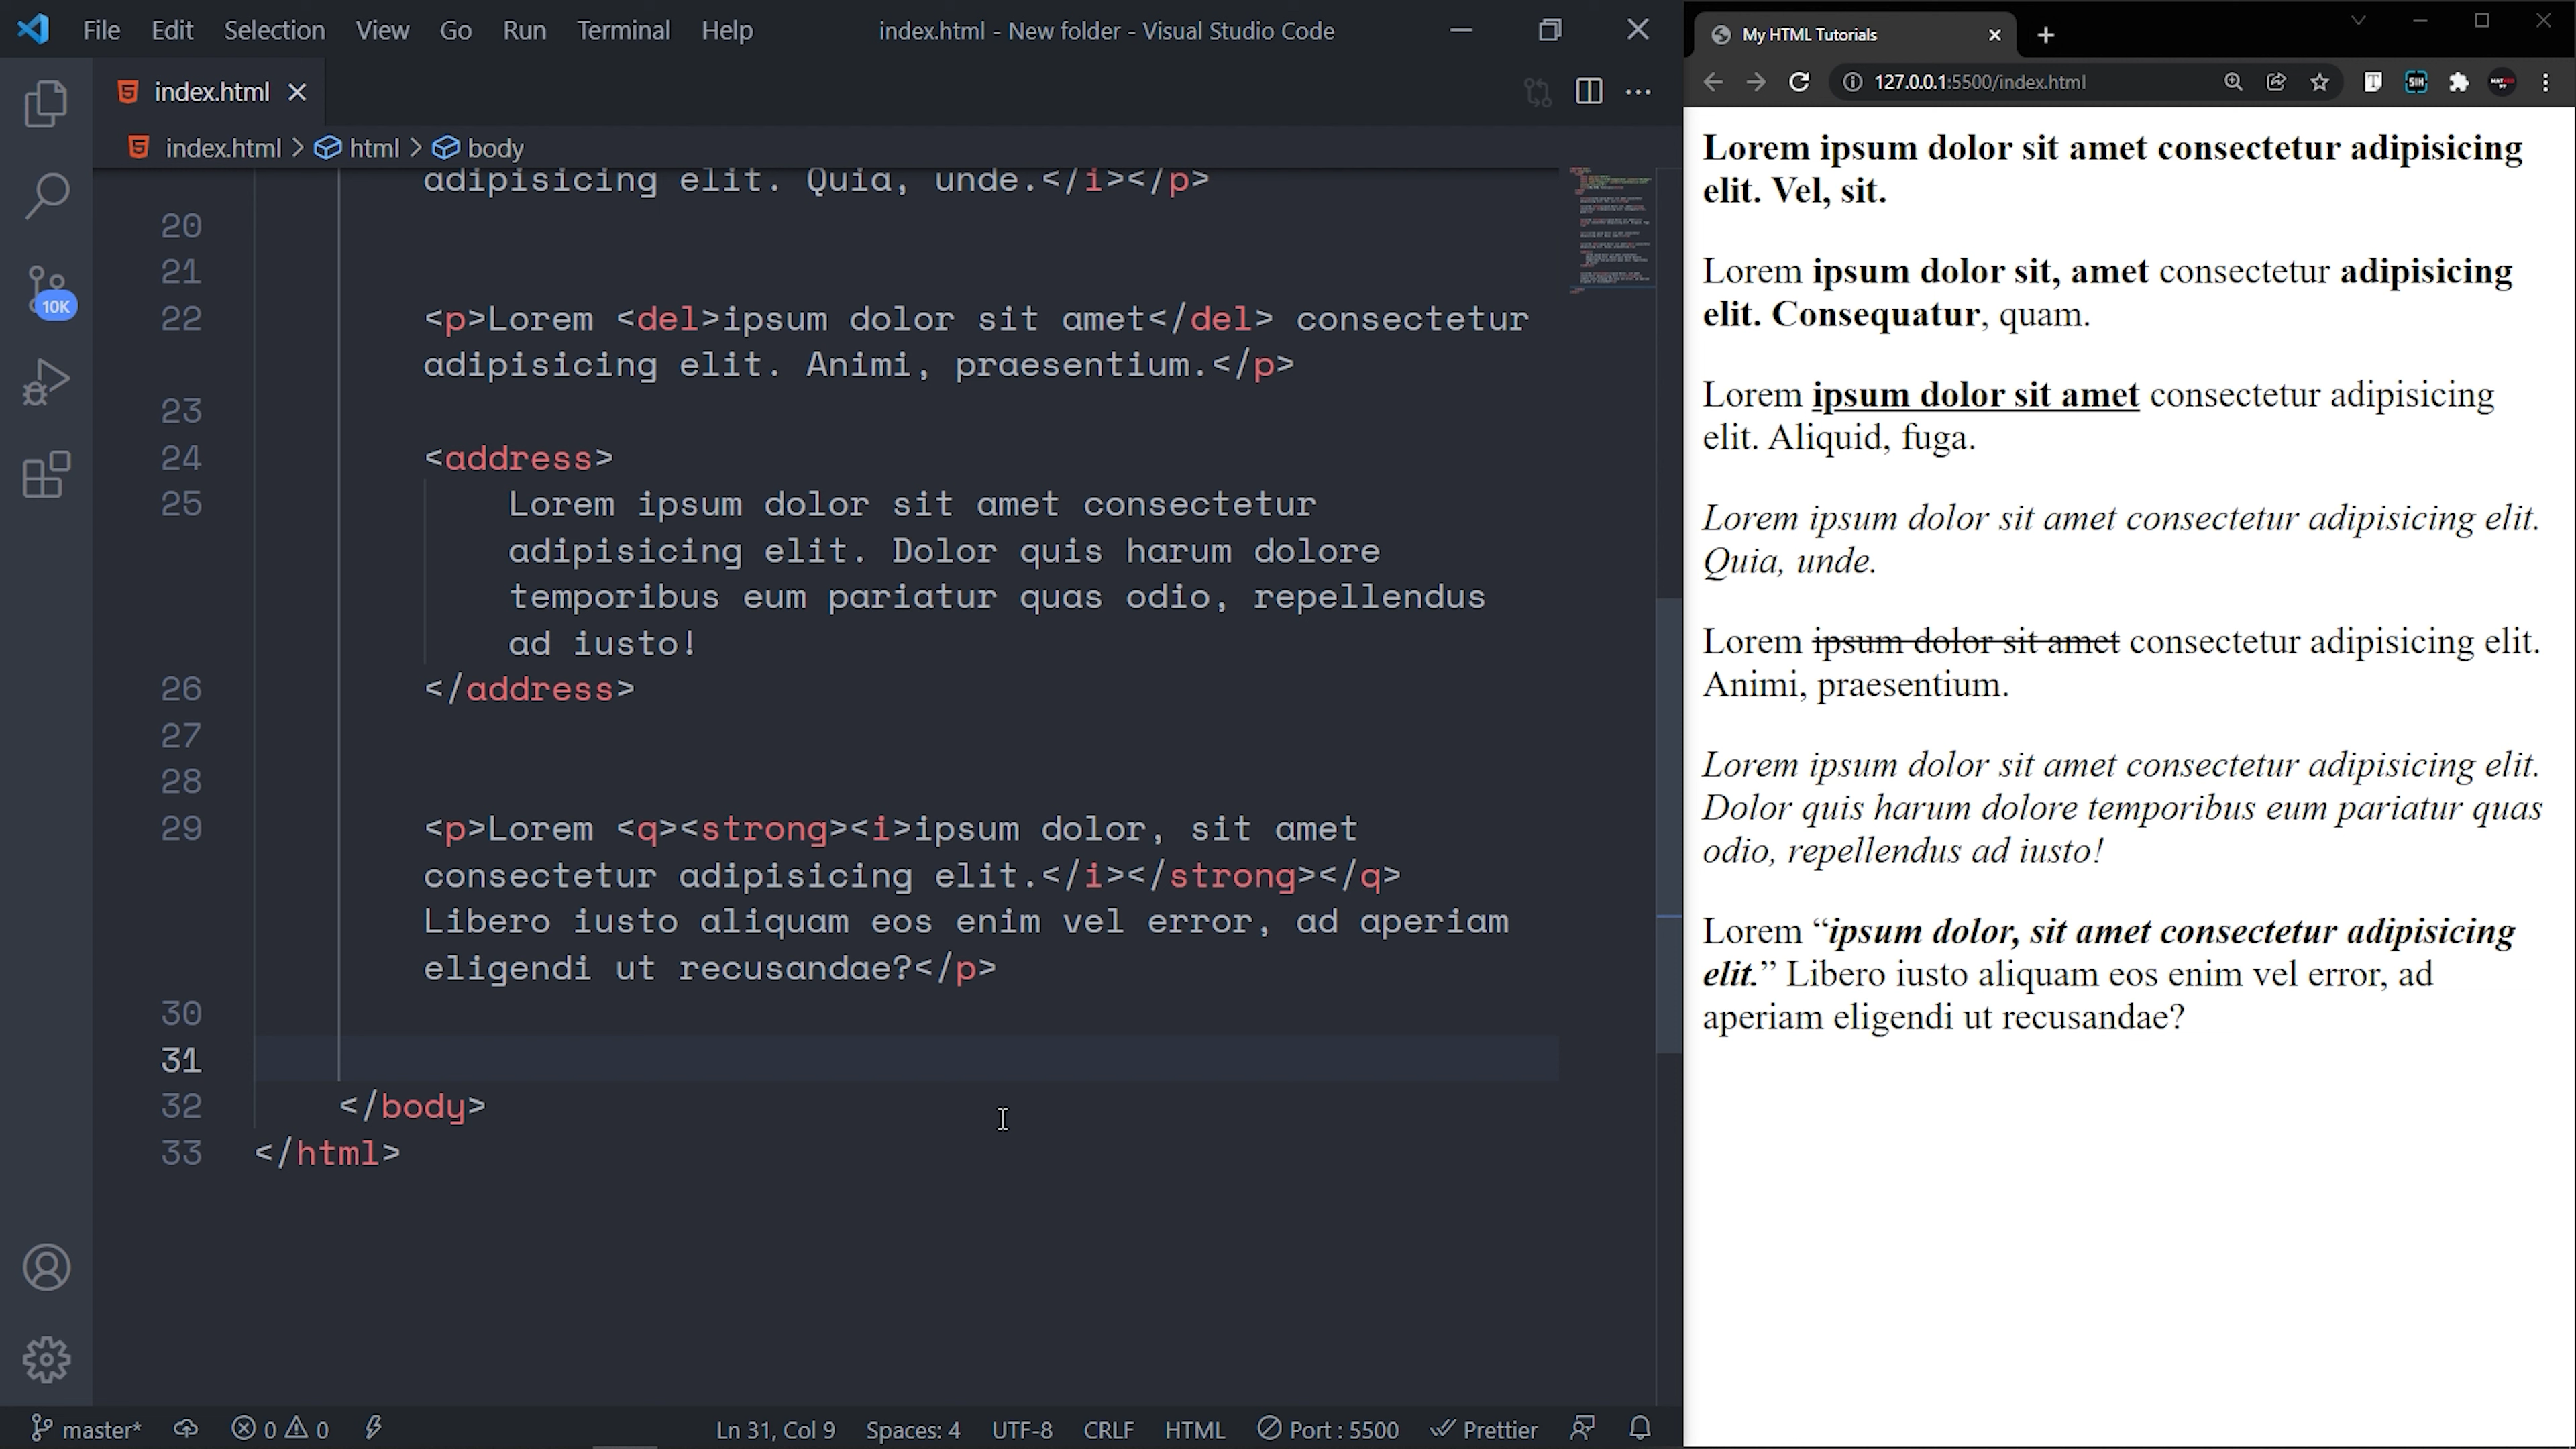 File Edit Selection View Go Run Terminal Help index.html - New folder - Visual Studio Code
index.html
index.html > html > body
adipisicing elit. Quia, unde.</i></p>
20
21
22 <p>Lorem <del>ipsum dolor sit amet</del> consectetur
adipisicing elit. Animi, praesentium.</p>
23
24 <address>
25 Lorem ipsum dolor sit amet consectetur
adipisicing elit. Dolor quis harum dolore
temporibus eum pariatur quas odio, repellendus
ad iusto!
26 </address>
27
28
29 <p>Lorem <q><strong><i>ipsum dolor, sit amet
consectetur adipisicing elit.</i></strong></q>
Libero iusto aliquam eos enim vel error, ad aperiam
eligendi ut recusandae?</p>
30
31
32 </body>
33 </html>
10K
master* 0 0 Ln 31, Col 9 Spaces: 4 UTF-8 CRLF HTML Port : 5500 Prettier
My HTML Tutorials
127.0.0.1:5500/index.html
SIH
Lorem ipsum dolor sit amet consectetur adipisicing
elit. Vel, sit.
Lorem ipsum dolor sit, amet consectetur adipisicing
elit. Consequatur, quam.
Lorem ipsum dolor sit amet consectetur adipisicing
elit. Aliquid, fuga.
Lorem ipsum dolor sit amet consectetur adipisicing elit.
Quia, unde.
Lorem ipsum dolor sit amet consectetur adipisicing elit.
Animi, praesentium.
Lorem ipsum dolor sit amet consectetur adipisicing elit.
Dolor quis harum dolore temporibus eum pariatur quas
odio, repellendus ad iusto!
Lorem “ipsum dolor, sit amet consectetur adipisicing
elit.” Libero iusto aliquam eos enim vel error, ad
aperiam eligendi ut recusandae?